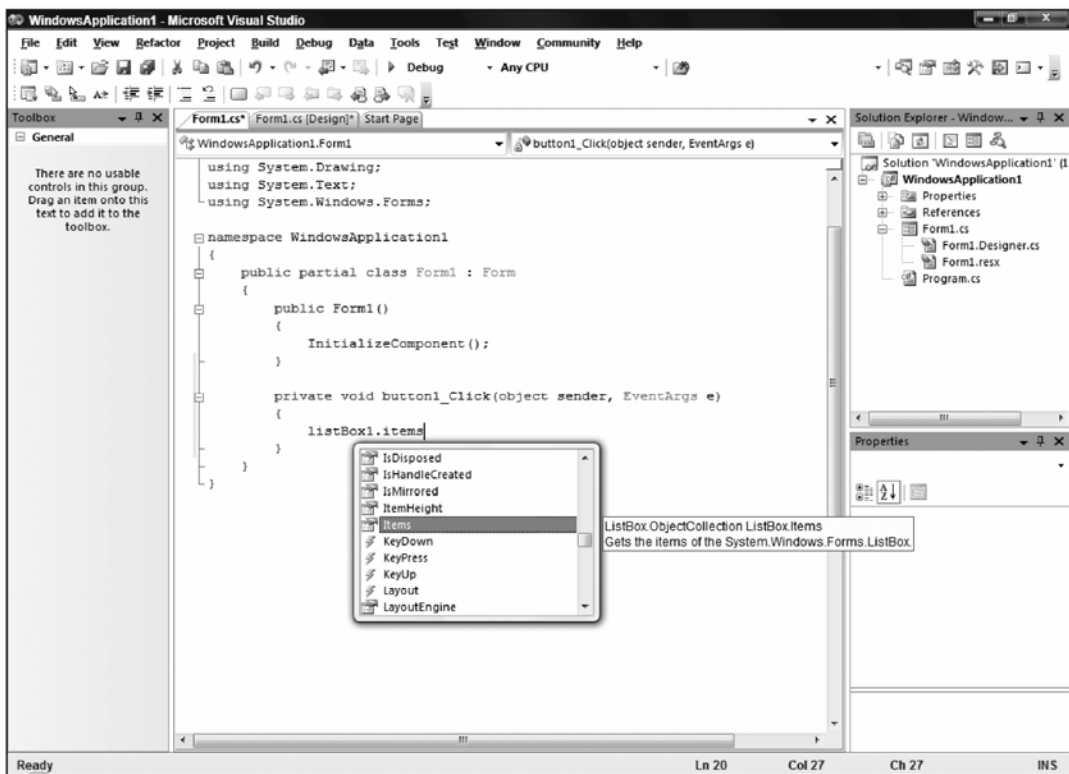 WindowsApplication1 - Microsoft Visual Studio
File Edit View Refactor Project Build Debug Data Tools Test Window Community Help
Debug Any CPU
Toolbox
General
There are no usable
controls in this group.
Drag an item onto this
text to add it to the
toolbox.
Form1.cs* Form1.cs [Design]* Start Page
WindowsApplication1.Form1 button1_Click(object sender, EventArgs e)
using System.Drawing;
using System.Text;
using System.Windows.Forms;
namespace WindowsApplication1
{
public partial class Form1 : Form
{
public Form1()
{
InitializeComponent();
}
private void button1_Click(object sender, EventArgs e)
{
listBox1.items
}
}
}
IsDisposed
IsHandleCreated
IsMirrored
ItemHeight
Items
KeyDown
KeyPress
KeyUp
Layout
LayoutEngine
ListBox.ObjectCollection ListBox.Items
Gets the items of the System.Windows.Forms.ListBox.
Solution Explorer - Window...
Solution 'WindowsApplication1' (1
WindowsApplication1
Properties
References
Form1.cs
Form1.Designer.cs
Form1.resx
Program.cs
Properties
Ready Ln 20 Col 27 Ch 27 INS